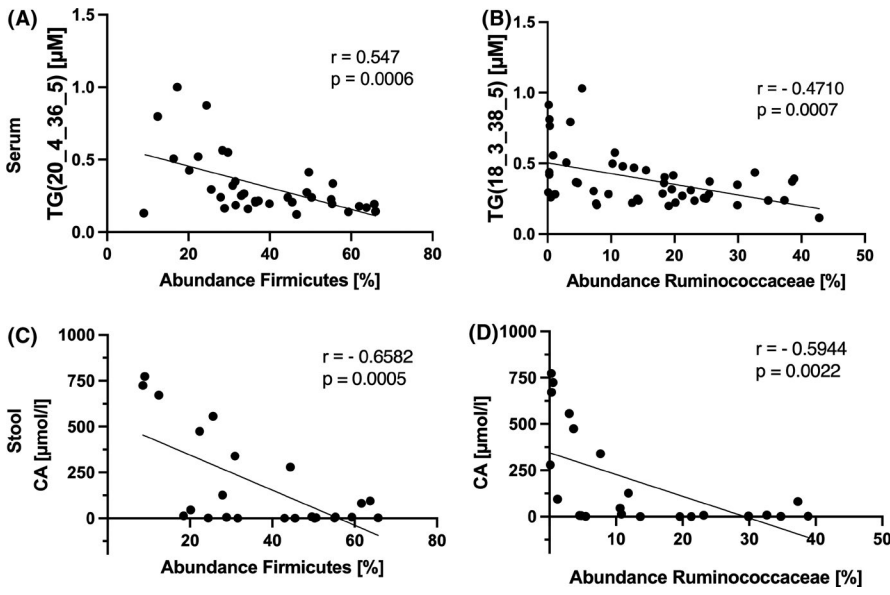 (A)
Serum
TG(20_4_36_5) [µM]
1.5
1.0
0.5
0.0
r = 0.547
p = 0.0006
0
20
40
60
80
Abundance Firmicutes [%]
(B)
TG(18_3_38_5) [µM]
1.5
1.0
0.5
0.0
r = - 0.4710
p = 0.0007
0
10
20
30
40
50
Abundance Ruminococcaceae [%]
(C)
Stool
CA [µmol/l]
1000
750
500
250
0
r = - 0.6582
p = 0.0005
20
40
60
80
Abundance Firmicutes [%]
(D)
CA [µmol/l]
1000
750
500
250
0
r = - 0.5944
p = 0.0022
10
20
30
40
50
Abundance Ruminococcaceae [%]